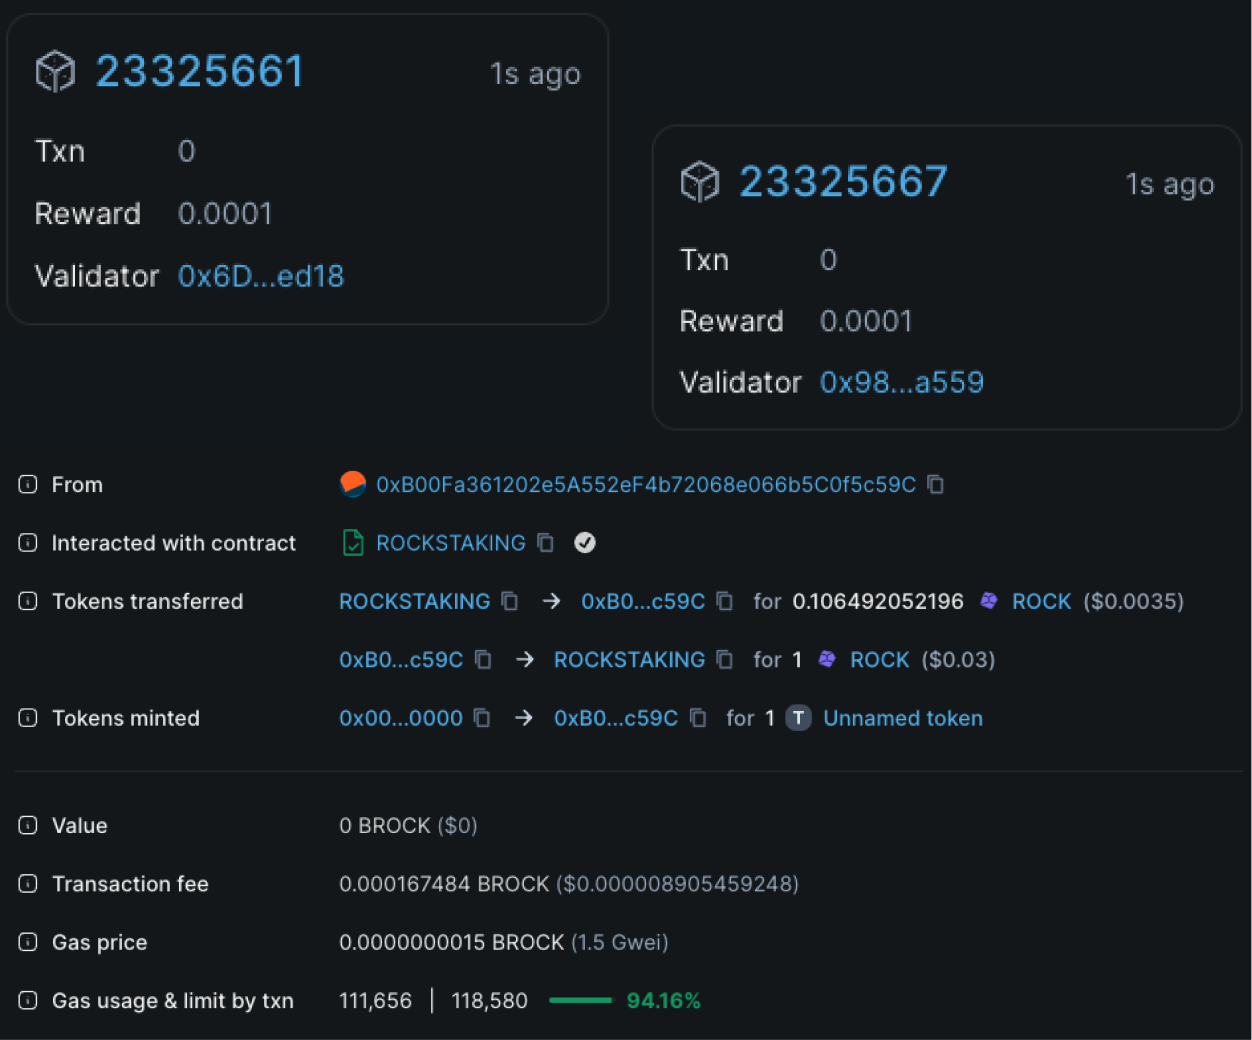 23325661 1s ago
Txn 0
Reward 0.0001
Validator 0x6D...ed18
23325667 1s ago
Txn 0
Reward 0.0001
Validator 0x98...a559
From 0xB00Fa361202e5A552eF4b72068e066b5C0f5c59C
Interacted with contract ROCKSTAKING
Tokens transferred ROCKSTAKING → 0xB0...c59C for 0.106492052196 ROCK ($0.0035)
0xB0...c59C → ROCKSTAKING for 1 ROCK ($0.03)
Tokens minted 0x00...0000 → 0xB0...c59C for 1 T Unnamed token
Value 0 BROCK ($0)
Transaction fee 0.000167484 BROCK ($0.000008905459248)
Gas price 0.0000000015 BROCK (1.5 Gwei)
Gas usage & limit by txn 111,656 | 118,580 94.16%